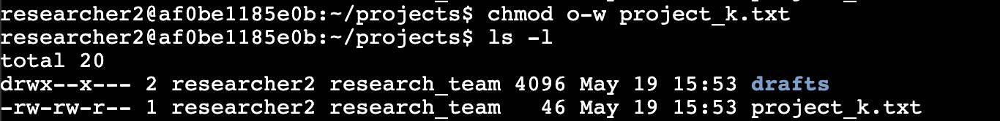 researcher2@af0be1185e0b:~/projects$ chmod o-w project_k.txt
researcher2@af0be1185e0b:~/projects$ ls -l
total 20
drwx--x--- 2 researcher2 research_team 4096 May 19 15:53 drafts
-rw-rw-r-- 1 researcher2 research_team   46 May 19 15:53 project_k.txt